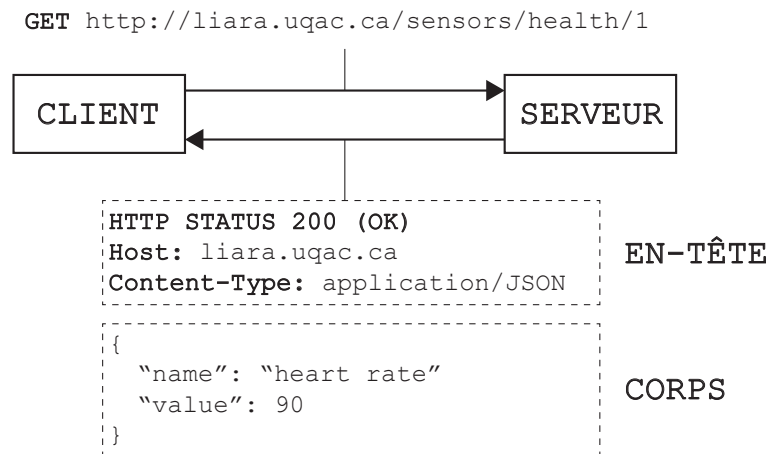 GET http://liara.uqac.ca/sensors/health/1
CLIENT
SERVEUR
HTTP STATUS 200 (OK)
Host: liara.uqac.ca
Content-Type: application/JSON
EN-TÊTE
{
“name”: “heart rate”
“value”: 90
}
CORPS